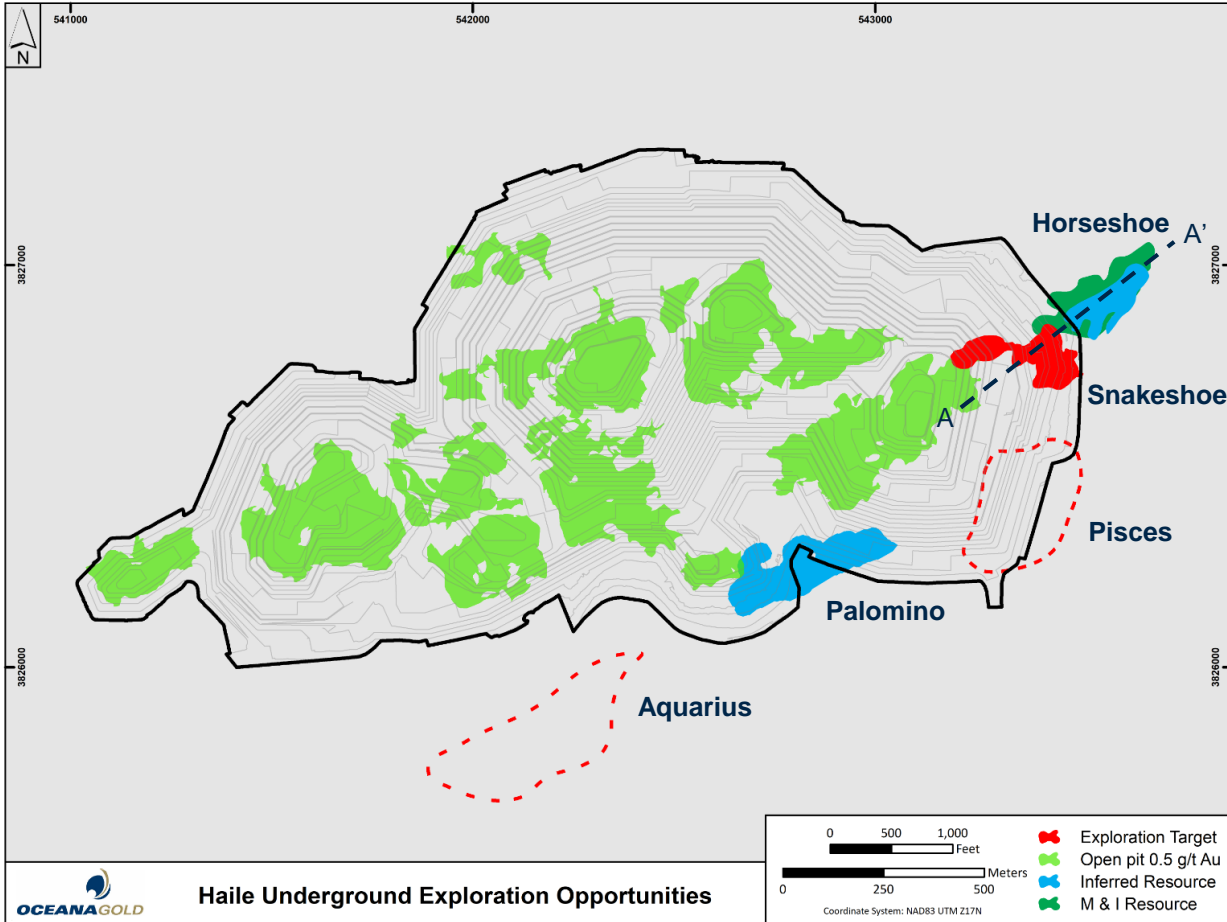 541000
542000
543000
N
Horseshoe
A'
3827000
3827000
Snakeshoe
A
Pisces
Palomino
3826000
3826000
Aquarius
0 500 1,000
Feet
Meters
0 250 500
Coordinate System: NAD83 UTM Z17N
Exploration Target
Open pit 0.5 g/t Au
Inferred Resource
M & I Resource
OCEANAGOLD
Haile Underground Exploration Opportunities